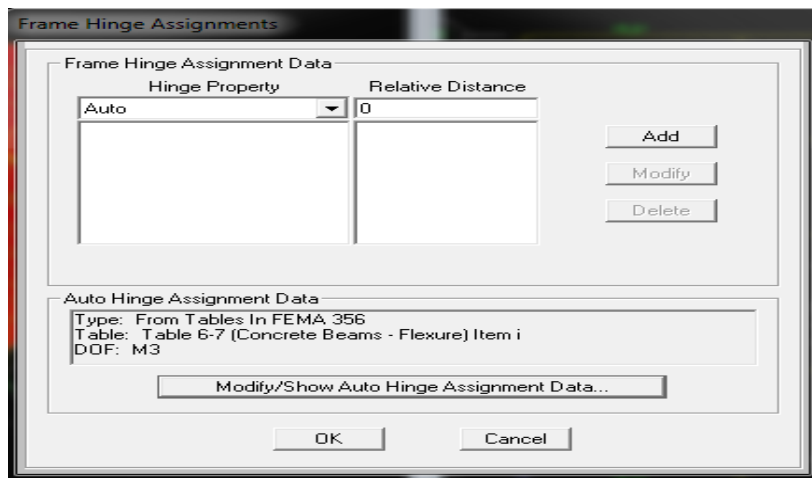 Frame Hinge Assignments
Frame Hinge Assignment Data
Hinge Property Relative Distance
Auto 0
Add
Modify
Delete
Auto Hinge Assignment Data
Type: From Tables In FEMA 356
Table: Table 6-7 (Concrete Beams - Flexure) Item i
DOF: M3
Modify/Show Auto Hinge Assignment Data...
OK Cancel